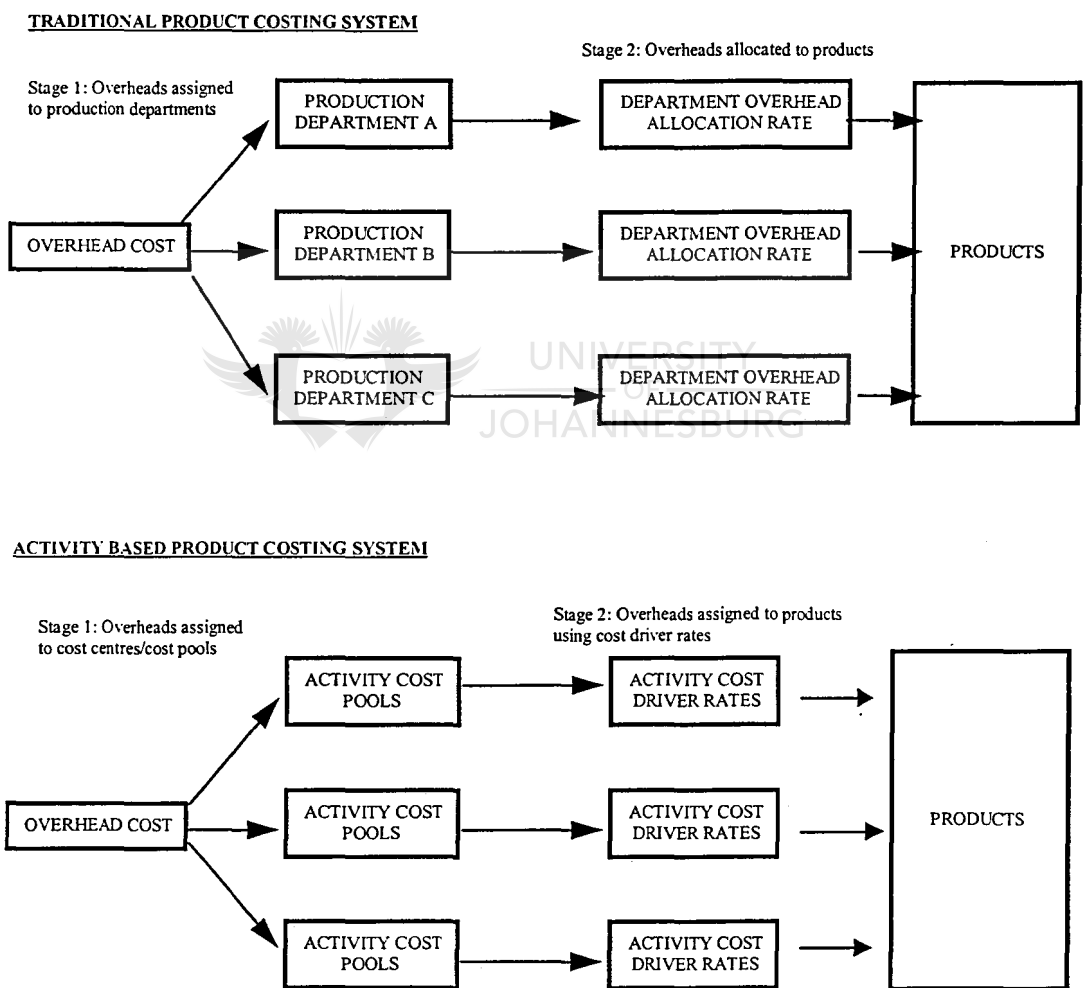 TRADITIONAL PRODUCT COSTING SYSTEM
Stage 2: Overheads allocated to products
Stage 1: Overheads assigned
to production departments
PRODUCTION
DEPARTMENT A
DEPARTMENT OVERHEAD
ALLOCATION RATE
OVERHEAD COST
PRODUCTION
DEPARTMENT B
DEPARTMENT OVERHEAD
ALLOCATION RATE
PRODUCTS
PRODUCTION
DEPARTMENT C
DEPARTMENT OVERHEAD
ALLOCATION RATE
UNIVERSITY
OF
JOHANNESBURG
ACTIVITY BASED PRODUCT COSTING SYSTEM
Stage 1: Overheads assigned
to cost centres/cost pools
Stage 2: Overheads assigned to products
using cost driver rates
ACTIVITY COST
POOLS
ACTIVITY COST
DRIVER RATES
OVERHEAD COST
ACTIVITY COST
POOLS
ACTIVITY COST
DRIVER RATES
PRODUCTS
ACTIVITY COST
POOLS
ACTIVITY COST
DRIVER RATES